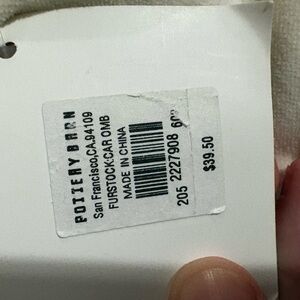 POTTERY BARN
San Francisco,CA.94109
FURSTOCK:CAR OMB
MADE IN CHINA
205 2227908
$39.50